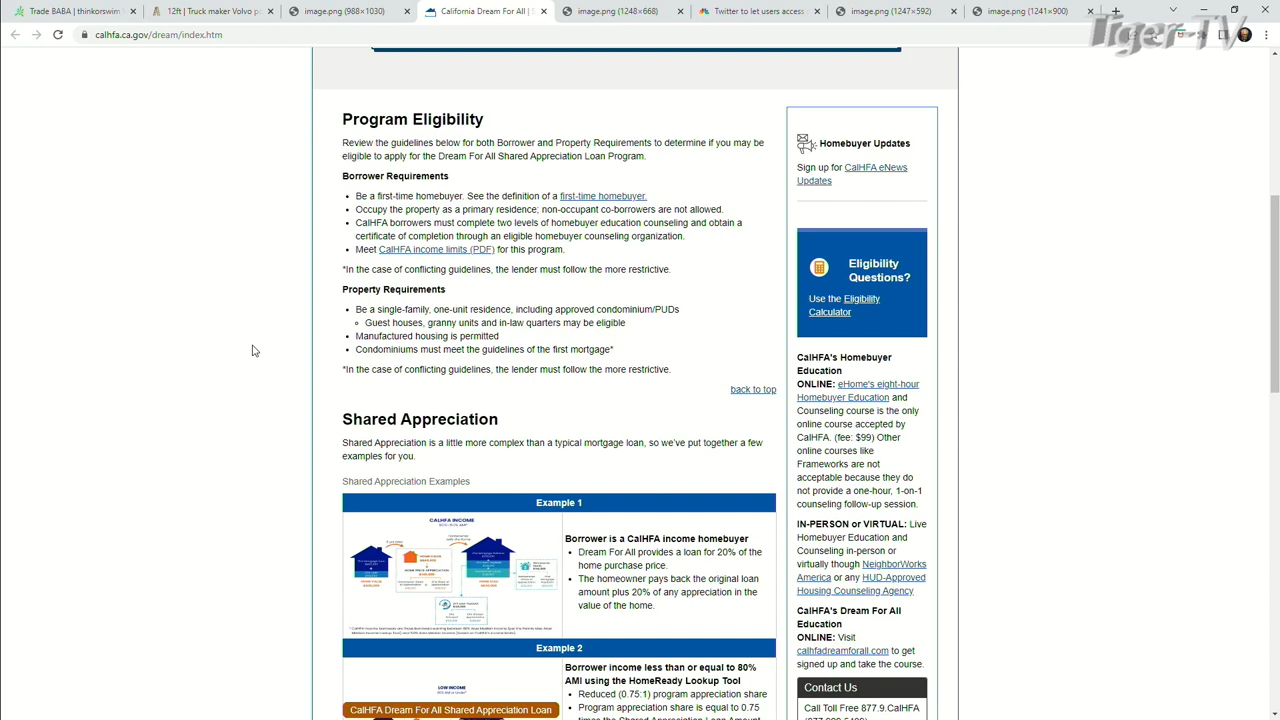 Trade BABA | thinkorswim b
12t | Truck maker Volvo po
image.png (988×1030)
California Dream For All | S
image.png (1248×668)
Twitter to let users access s
image.png (1247×592)
image.png (1241×900)
calhfa.ca.gov/dream/index.htm
Tiger-TV
Program Eligibility
Review the guidelines below for both Borrower and Property Requirements to determine if you may be
eligible to apply for the Dream For All Shared Appreciation Loan Program.
Borrower Requirements
• Be a first-time homebuyer. See the definition of a first-time homebuyer.
• Occupy the property as a primary residence; non-occupant co-borrowers are not allowed.
• CalHFA borrowers must complete two levels of homebuyer education counseling and obtain a
certificate of completion through an eligible homebuyer counseling organization.
• Meet CalHFA income limits (PDF) for this program.
*In the case of conflicting guidelines, the lender must follow the more restrictive.
Property Requirements
• Be a single-family, one-unit residence, including approved condominium/PUDs
Guest houses, granny units and in-law quarters may be eligible
• Manufactured housing is permitted
• Condominiums must meet the guidelines of the first mortgage*
*In the case of conflicting guidelines, the lender must follow the more restrictive.
back to top
Shared Appreciation
Shared Appreciation is a little more complex than a typical mortgage loan, so we've put together a few
examples for you.
Shared Appreciation Examples
Example 1
CALHFA INCOME
Borrower is a CalHFA income homebuyer
• Dream For All provides a loan for 20% of the
home purchase price.
• The homeowner pays back the original loan
amount plus 20% of any appreciation in the
value of the home.
Example 2
LOW INCOME
CalHFA Dream For All Shared Appreciation Loan
Borrower income less than or equal to 80%
AMI using the HomeReady Lookup Tool
• Reduced (0.75:1) program appreciation share
• Program appreciation share is equal to 0.75
times the Shared Appreciation Loan Amount
Homebuyer Updates
Sign up for CalHFA eNews
Updates
Eligibility
Questions?
Use the Eligibility
Calculator
CalHFA's Homebuyer
Education
ONLINE: eHome's eight-hour
Homebuyer Education and
Counseling course is the only
online course accepted by
CalHFA. (fee: $99) Other
online courses like
Frameworks are not
acceptable because they do
not provide a one-hour, 1-on-1
counseling follow-up session.
IN-PERSON or VIRTUAL: Live
Homebuyer Education and
Counseling in-person or
virtually though NeighborWorks
America or any HUD-Approved
Housing Counseling Agency
CalHFA's Dream For All
Education
ONLINE: Visit
calhfadreamforall.com to get
signed up and take the course.
Contact Us
Call Toll Free 877.9.CalHFA